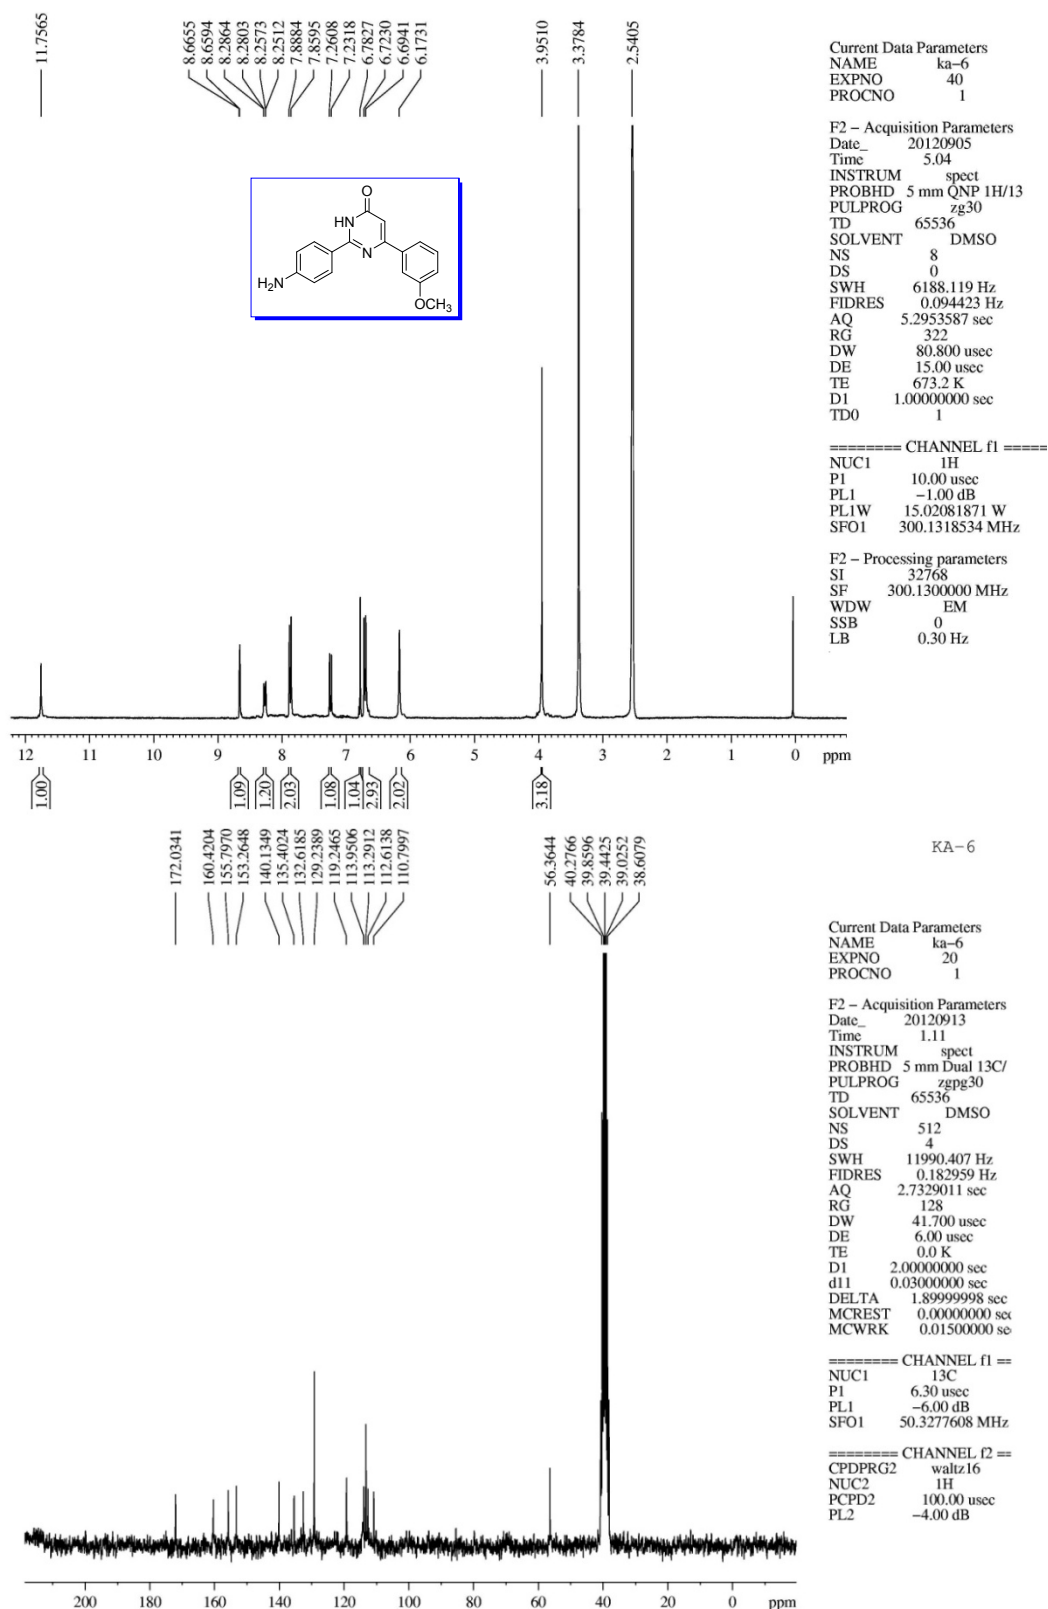 11.7565
8.6655
8.6594
8.2864
8.2803
8.2573
8.2512
7.8884
7.8595
7.2608
7.2318
6.7827
6.7230
6.6941
6.1731
3.9510
3.3784
2.5405
Current Data Parameters
NAME ka-6
EXPNO 40
PROCNO 1
F2 – Acquisition Parameters
Date_ 20120905
Time 5.04
INSTRUM spect
PROBHD 5 mm QNP 1H/13
PULPROG zg30
TD 65536
SOLVENT DMSO
NS 8
DS 0
SWH 6188.119 Hz
FIDRES 0.094423 Hz
AQ 5.2953587 sec
RG 322
DW 80.800 usec
DE 15.00 usec
TE 673.2 K
D1 1.00000000 sec
TD0 1
======== CHANNEL f1 =====
NUC1 1H
P1 10.00 usec
PL1 -1.00 dB
PL1W 15.02081871 W
SFO1 300.1318534 MHz
F2 – Processing parameters
SI 32768
SF 300.1300000 MHz
WDW EM
SSB 0
LB 0.30 Hz
O
NH
N
H2N
OCH3
12 11 10 9 8 7 6 5 4 3 2 1 0 ppm
1.00
1.09
1.20
2.03
1.08
1.04
2.93
2.02
3.18
172.0341
160.4204
155.7970
153.2648
140.1349
135.4024
132.6185
129.2389
119.2465
113.9506
113.2912
112.6138
110.7997
56.3644
40.2766
39.8596
39.4425
39.0252
38.6079
KA-6
Current Data Parameters
NAME ka-6
EXPNO 20
PROCNO 1
F2 – Acquisition Parameters
Date_ 20120913
Time 1.11
INSTRUM spect
PROBHD 5 mm Dual 13C/
PULPROG zgpg30
TD 65536
SOLVENT DMSO
NS 512
DS 4
SWH 11990.407 Hz
FIDRES 0.182959 Hz
AQ 2.7329011 sec
RG 128
DW 41.700 usec
DE 6.00 usec
TE 0.0 K
D1 2.00000000 sec
d11 0.03000000 sec
DELTA 1.89999998 sec
MCREST 0.00000000 sec
MCWRK 0.01500000 se
======== CHANNEL f1 ==
NUC1 13C
P1 6.30 usec
PL1 -6.00 dB
SFO1 50.3277608 MHz
======== CHANNEL f2 ==
CPDPRG2 waltz16
NUC2 1H
PCPD2 100.00 usec
PL2 -4.00 dB
200 180 160 140 120 100 80 60 40 20 0 ppm